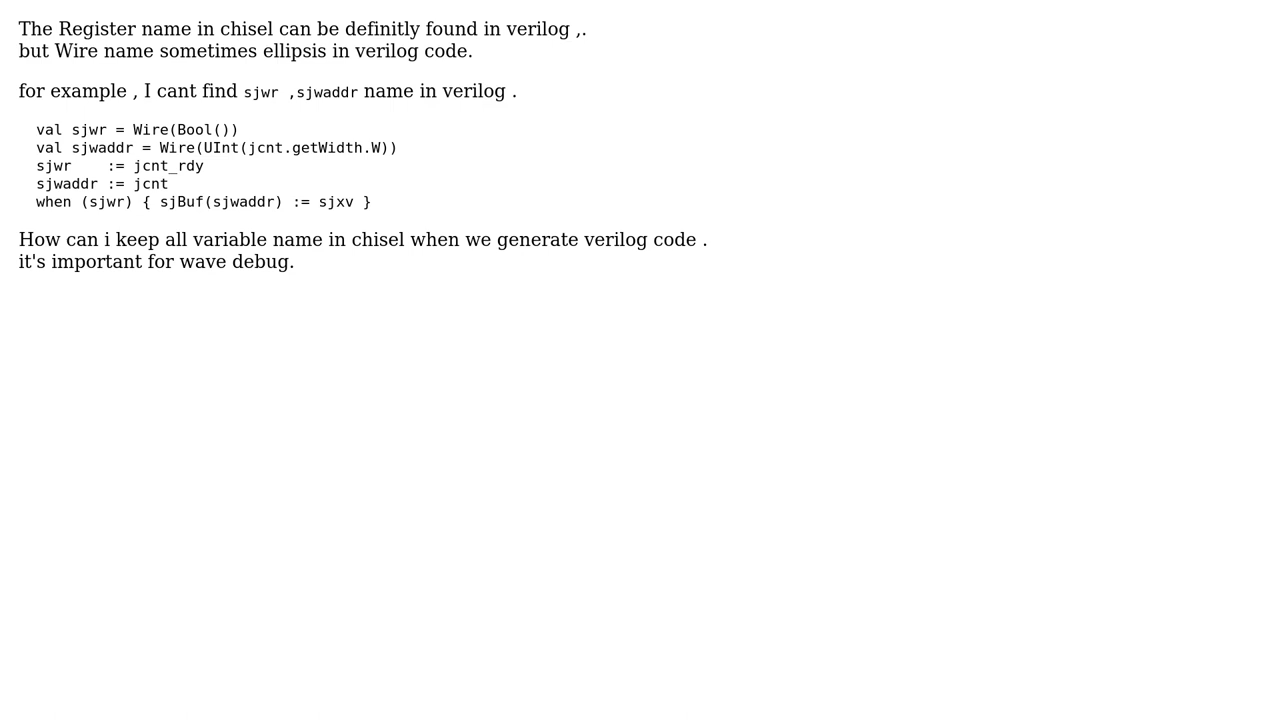 The Register name in chisel can be definitly found in verilog ,.
but Wire name sometimes ellipsis in verilog code.
for example , I cant find sjwr ,sjwaddr name in verilog .
val sjwr = Wire(Bool())
val sjwaddr = Wire(UInt(jcnt.getWidth.W))
sjwr    := jcnt_rdy
sjwaddr := jcnt
when (sjwr) { sjBuf(sjwaddr) := sjxv }
How can i keep all variable name in chisel when we generate verilog code .
it's important for wave debug.